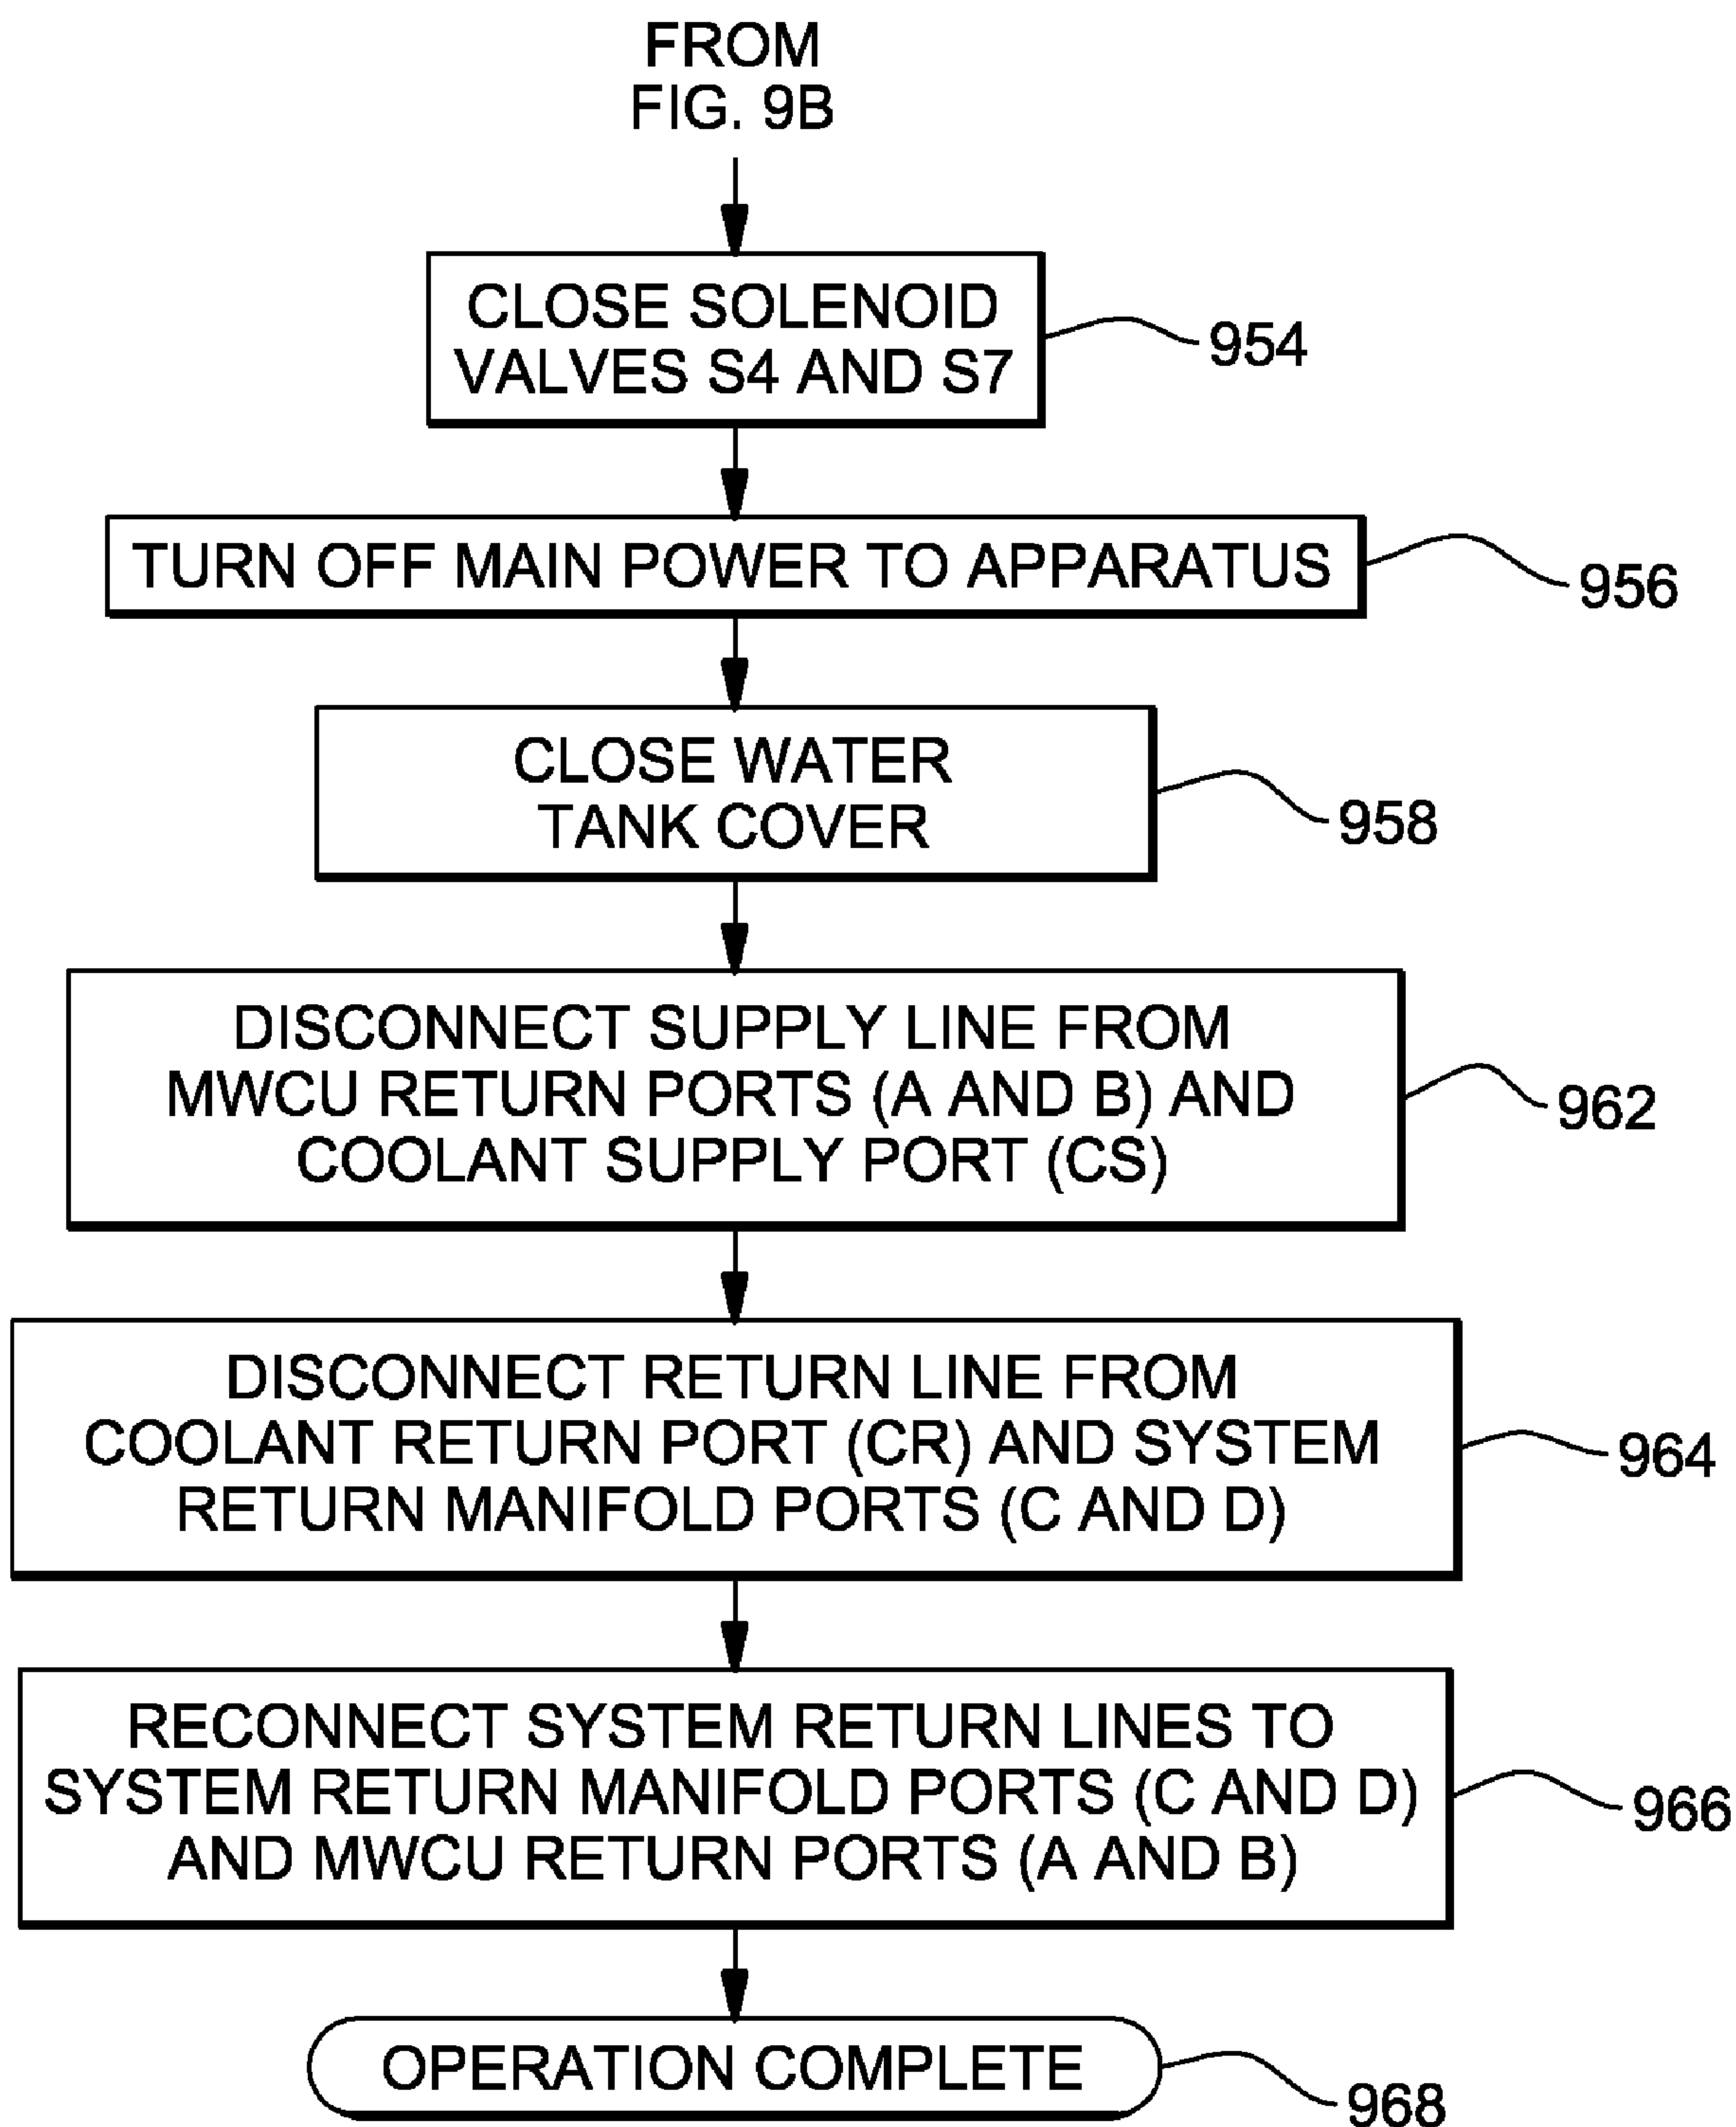 FROM
FIG. 9B
CLOSE SOLENOID
VALVES S4 AND S7
954
TURN OFF MAIN POWER TO APPARATUS
956
CLOSE WATER
TANK COVER
958
DISCONNECT SUPPLY LINE FROM
MWCU RETURN PORTS (A AND B) AND
COOLANT SUPPLY PORT (CS)
962
DISCONNECT RETURN LINE FROM
COOLANT RETURN PORT (CR) AND SYSTEM
RETURN MANIFOLD PORTS (C AND D)
964
RECONNECT SYSTEM RETURN LINES TO
SYSTEM RETURN MANIFOLD PORTS (C AND D)
AND MWCU RETURN PORTS (A AND B)
966
OPERATION COMPLETE
968